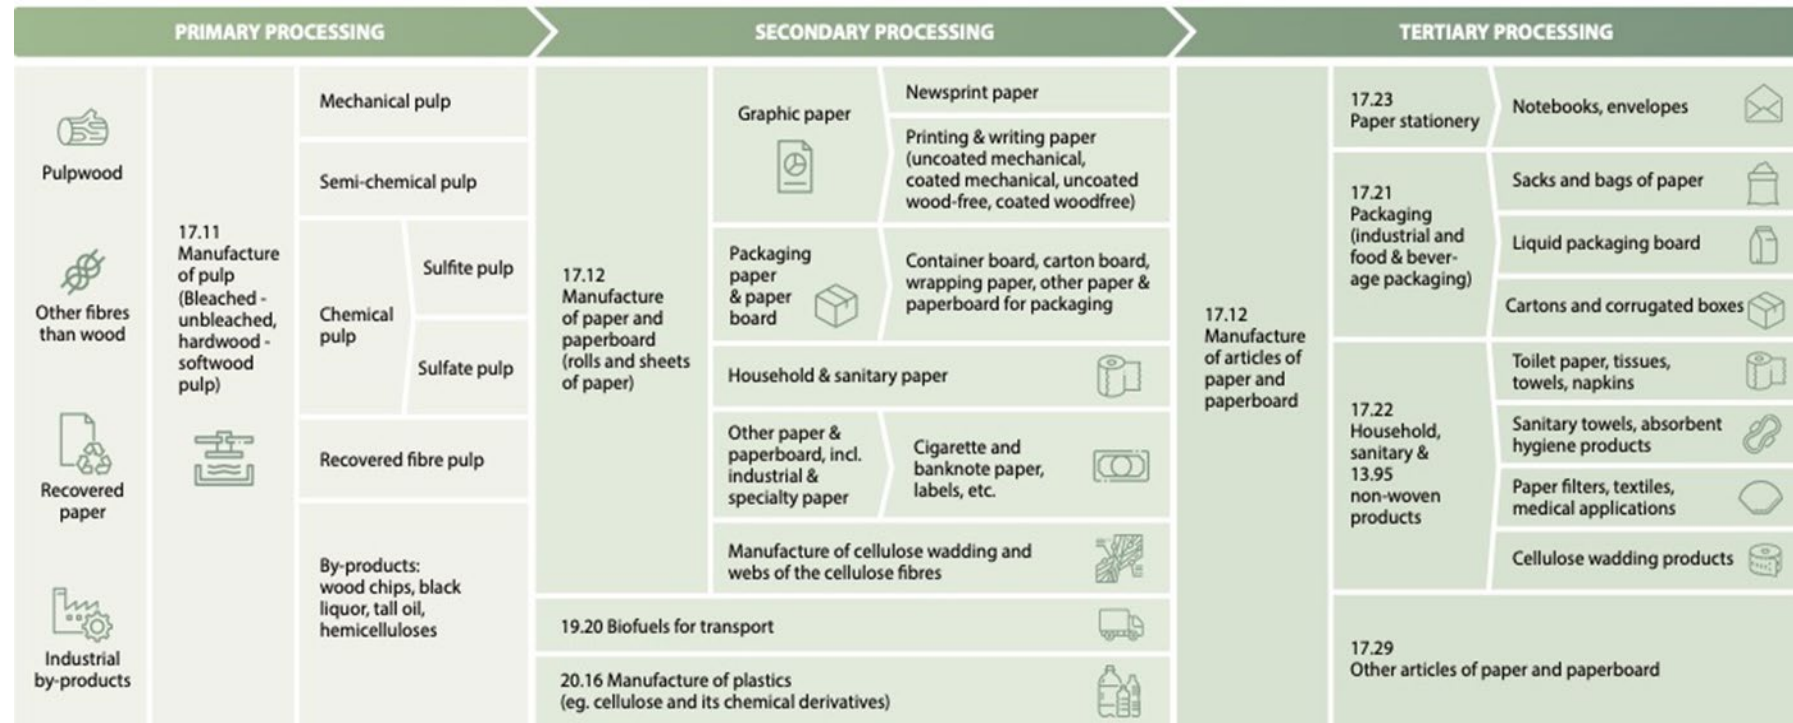 PRIMARY PROCESSING
SECONDARY PROCESSING
TERTIARY PROCESSING
Pulpwood
Other fibres
than wood
Recovered
paper
Industrial
by-products
17.11
Manufacture
of pulp
(Bleached -
unbleached,
hardwood -
softwood
pulp)
Mechanical pulp
Semi-chemical pulp
Chemical
pulp
Sulfite pulp
Sulfate pulp
Recovered fibre pulp
By-products:
wood chips, black
liquor, tall oil,
hemicelluloses
17.12
Manufacture
of paper and
paperboard
(rolls and sheets
of paper)
Graphic paper
Newsprint paper
Printing & writing paper
(uncoated mechanical,
coated mechanical, uncoated
wood-free, coated woodfree)
Packaging
paper
& paper
board
Container board, carton board,
wrapping paper, other paper &
paperboard for packaging
Household & sanitary paper
Other paper &
paperboard, incl.
industrial &
specialty paper
Cigarette and
banknote paper,
labels, etc.
Manufacture of cellulose wadding and
webs of the cellulose fibres
19.20 Biofuels for transport
20.16 Manufacture of plastics
(eg. cellulose and its chemical derivatives)
17.12
Manufacture
of articles of
paper and
paperboard
17.23
Paper stationery
Notebooks, envelopes
17.21
Packaging
(industrial and
food & bever-
age packaging)
Sacks and bags of paper
Liquid packaging board
Cartons and corrugated boxes
17.22
Household,
sanitary &
13.95
non-woven
products
Toilet paper, tissues,
towels, napkins
Sanitary towels, absorbent
hygiene products
Paper filters, textiles,
medical applications
Cellulose wadding products
17.29
Other articles of paper and paperboard